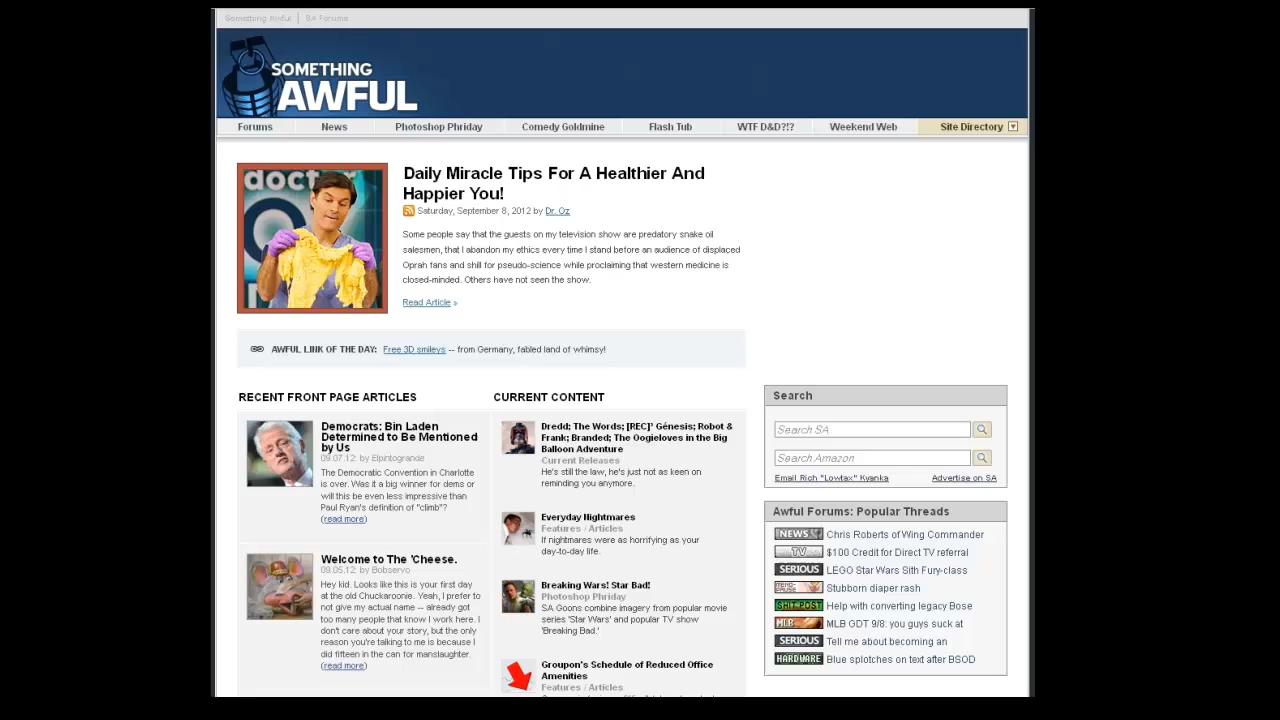 Something Awful | SA Forums
SOMETHING
AWFUL
Forums
News
Photoshop Phriday
Comedy Goldmine
Flash Tub
WTF D&D?!?
Weekend Web
Site Directory
doctor
Daily Miracle Tips For A Healthier And
Happier You!
Saturday, September 8, 2012 by Dr. Oz
Some people say that the guests on my television show are predatory snake oil
salesmen, that I abandon my ethics every time I stand before an audience of displaced
Oprah fans and shill for pseudo-science while proclaiming that western medicine is
closed-minded. Others have not seen the show.
Read Article »
AWFUL LINK OF THE DAY: Free 3D smileys -- from Germany, fabled land of whimsy!
RECENT FRONT PAGE ARTICLES
Democrats: Bin Laden
Determined to Be Mentioned
by Us
09.07.12: by Elpintogrande
The Democratic Convention in Charlotte
is over. Was it a big winner for dems or
will this be even less impressive than
Paul Ryan's definition of "climb"?
(read more)
Welcome to The 'Cheese.
09.05.12: by Bobservo
Hey kid. Looks like this is your first day
at the old Chuckaroonie. Yeah, I prefer to
not give my actual name -- already got
too many people that know I work here. I
don't care about your story, but the only
reason you're talking to me is because I
did fifteen in the can for manslaughter.
(read more)
CURRENT CONTENT
Dredd; The Words; [REC]³ Génesis; Robot &
Frank; Branded; The Oogieloves in the Big
Balloon Adventure
Current Releases
He's still the law, he's just not as keen on
reminding you anymore.
Everyday Nightmares
Features / Articles
If nightmares were as horrifying as your
day-to-day life.
Breaking Wars! Star Bad!
Photoshop Phriday
SA Goons combine imagery from popular movie
series 'Star Wars' and popular TV show
'Breaking Bad.'
Groupon's Schedule of Reduced Office
Amenities
Features / Articles
Search
Search SA
Search Amazon
Email Rich "Lowtax" Kyanka
Advertise on SA
Awful Forums: Popular Threads
NEWS Chris Roberts of Wing Commander
TV $100 Credit for Direct TV referral
SERIOUS LEGO Star Wars Sith Fury-class
MENO-PAUSE Stubborn diaper rash
SHIT POST Help with converting legacy Bose
MLB MLB GDT 9/8: you guys suck at
SERIOUS Tell me about becoming an
HARDWARE Blue splotches on text after BSOD